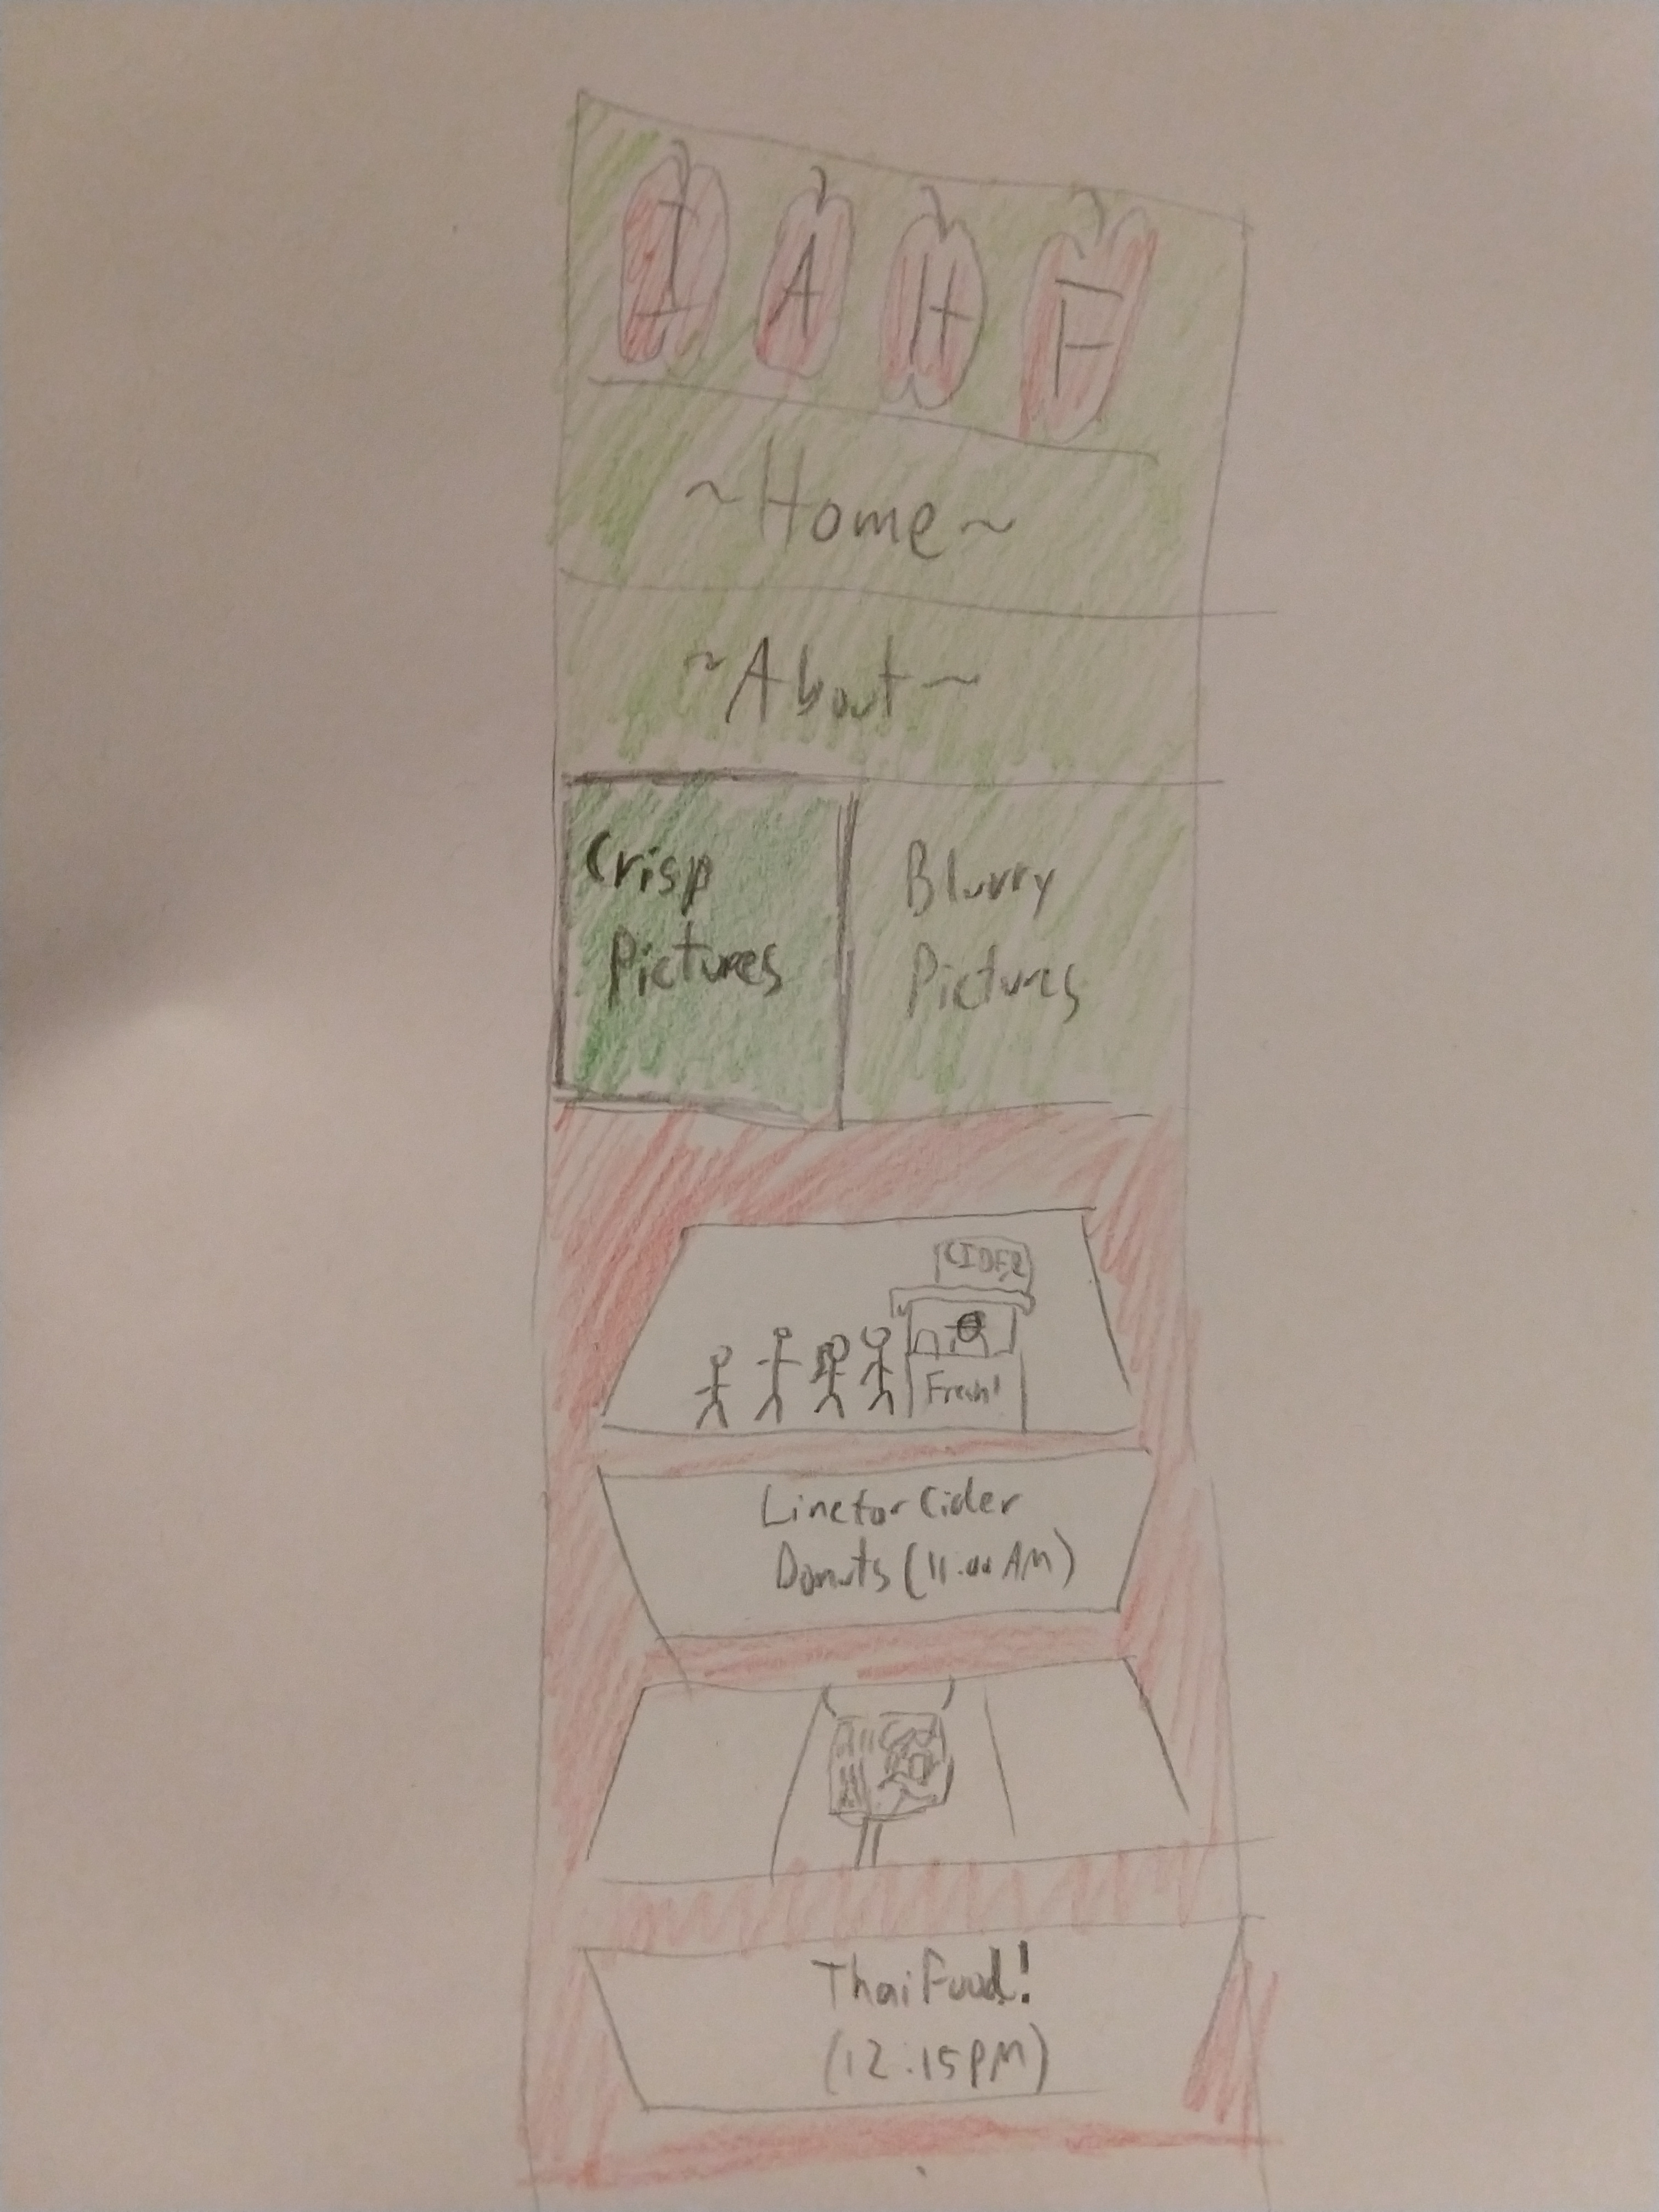 I A H F
~Home~
~About~
Crisp
Pictures
Blurry
Pictures
CIDER
Fresh!
Line for Cider
Donuts (11:00 AM)
Thai Food!
(12:15PM)